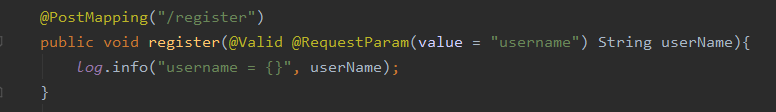 @PostMapping("/register")
public void register(@Valid @RequestParam(value = "username") String userName){
log.info("username = {}", userName);
}